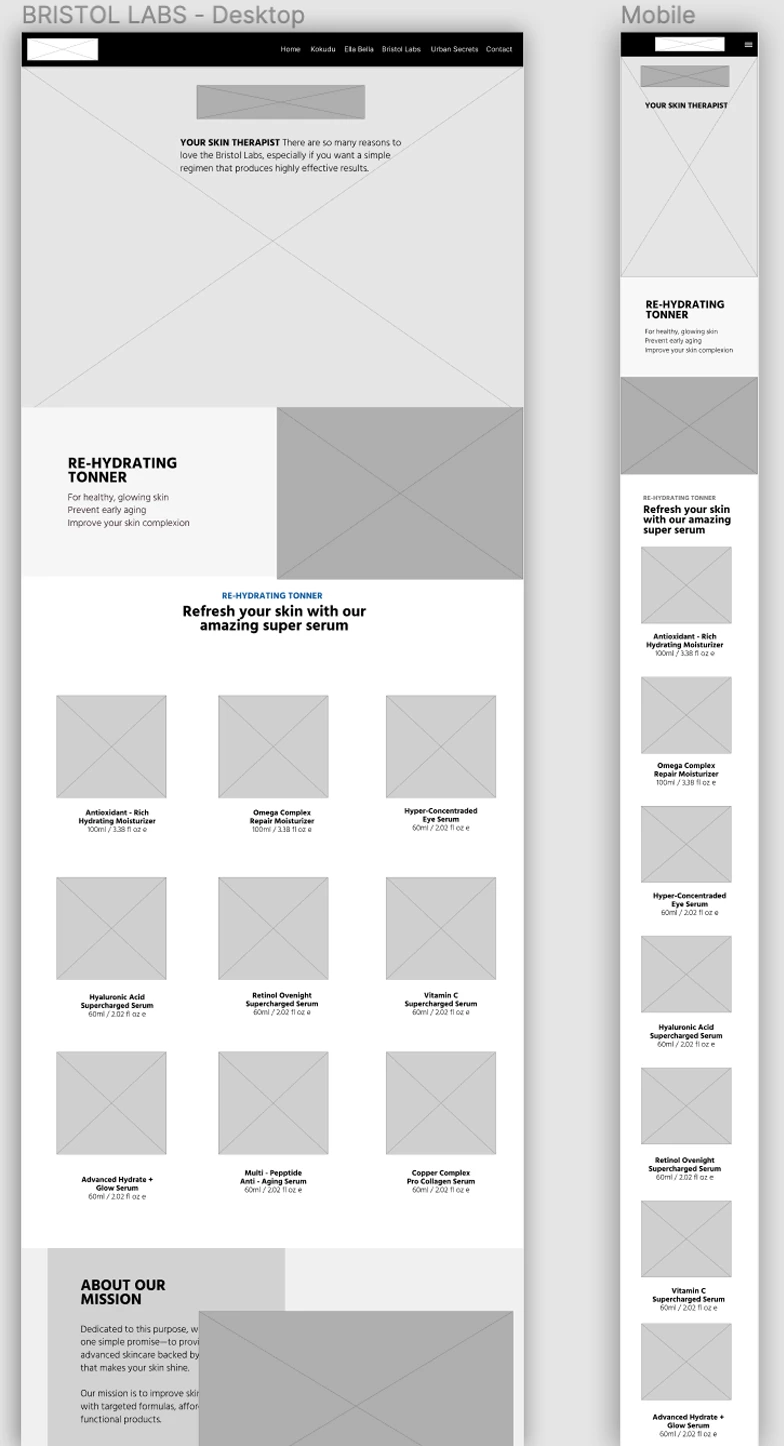 BRISTOL LABS - Desktop
Home Kokudu Ella Bella Bristol Labs Urban Secrets Contact
YOUR SKIN THERAPIST There are so many reasons to
love the Bristol Labs, especially if you want a simple
regimen that produces highly effective results.
RE-HYDRATING
TONNER
For healthy, glowing skin
Prevent early aging
Improve your skin complexion
RE-HYDRATING TONNER
Refresh your skin with our
amazing super serum
Antioxidant - Rich
Hydrating Moisturizer
100ml / 3.38 fl oz e
Omega Complex
Repair Moisturizer
100ml / 3.38 fl oz e
Hyper-Concentraded
Eye Serum
60ml / 2.02 fl oz e
Hyaluronic Acid
Supercharged Serum
60ml / 2.02 fl oz e
Retinol Ovenight
Supercharged Serum
60ml / 2.02 fl oz e
Vitamin C
Supercharged Serum
60ml / 2.02 fl oz e
Advanced Hydrate +
Glow Serum
60ml / 2.02 fl oz e
Multi - Pepptide
Anti - Aging Serum
60ml / 2.02 fl oz e
Copper Complex
Pro Collagen Serum
60ml / 2.02 fl oz e
ABOUT OUR
MISSION
Dedicated to this purpose, w
one simple promise—to provi
advanced skincare backed by
that makes your skin shine.
Our mission is to improve skin
with targeted formulas, affor
functional products.
Mobile
YOUR SKIN THERAPIST
RE-HYDRATING
TONNER
For healthy, glowing skin
Prevent early aging
Improve your skin complexion
RE-HYDRATING TONNER
Refresh your skin
with our amazing
super serum
Antioxidant - Rich
Hydrating Moisturizer
100ml / 3.38 fl oz e
Omega Complex
Repair Moisturizer
100ml / 3.38 fl oz e
Hyper-Concentraded
Eye Serum
60ml / 2.02 fl oz e
Hyaluronic Acid
Supercharged Serum
60ml / 2.02 fl oz e
Retinol Ovenight
Supercharged Serum
60ml / 2.02 fl oz e
Vitamin C
Supercharged Serum
60ml / 2.02 fl oz e
Advanced Hydrate +
Glow Serum
60ml / 2.02 fl oz e